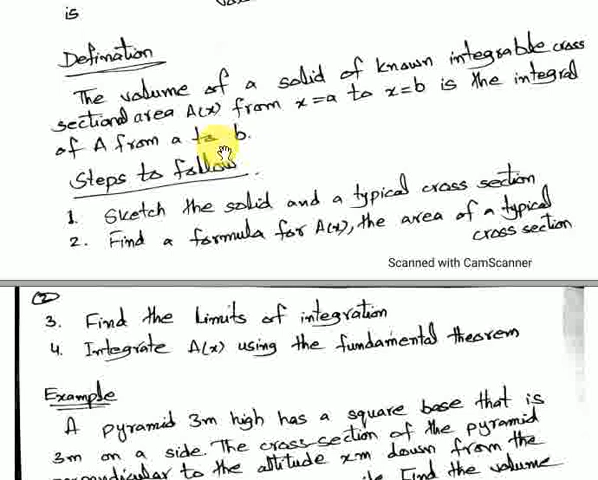 is
Defination
The volume of a solid of known integrable cross
sectional area A(x) from x=a to x=b is the integral
of A from a to b.
Steps to follow
1. Sketch the solid and a typical cross section
2. Find a formula for A(x), the area of a typical
cross section
Scanned with CamScanner
②
3. Find the Limits of integration
4. Integrate A(x) using the fundamental theorem
Example
A pyramid 3m high has a square base that is
3m on a side. The cross-section of the pyramid
to the altitude xm down from the
Find the volume